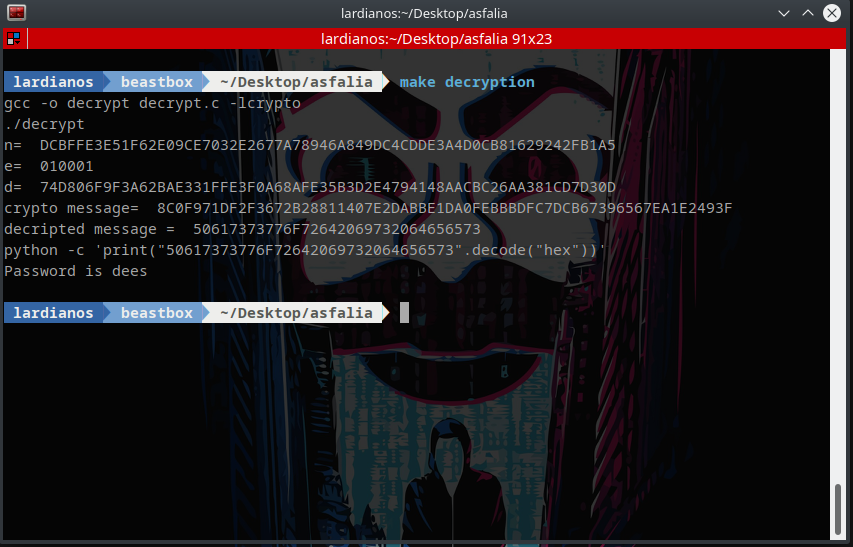 lardianos:~/Desktop/asfalia
lardianos:~/Desktop/asfalia 91x23
lardianos beastbox ~/Desktop/asfalia make decryption
gcc -o decrypt decrypt.c -lcrypto
./decrypt
n=  DCBFFE3E51F62E09CE7032E2677A78946A849DC4CDDE3A4D0CB81629242FB1A5
e=  010001
d=  74D806F9F3A62BAE331FFE3F0A68AFE35B3D2E4794148AACBC26AA381CD7D30D
crypto message=  8C0F971DF2F3672B28811407E2DABBE1DA0FEBBBDFC7DCB67396567EA1E2493F
decripted message =  50617373776F72642069732064656573
python -c 'print("50617373776F72642069732064656573".decode("hex"))'
Password is dees
lardianos beastbox ~/Desktop/asfalia